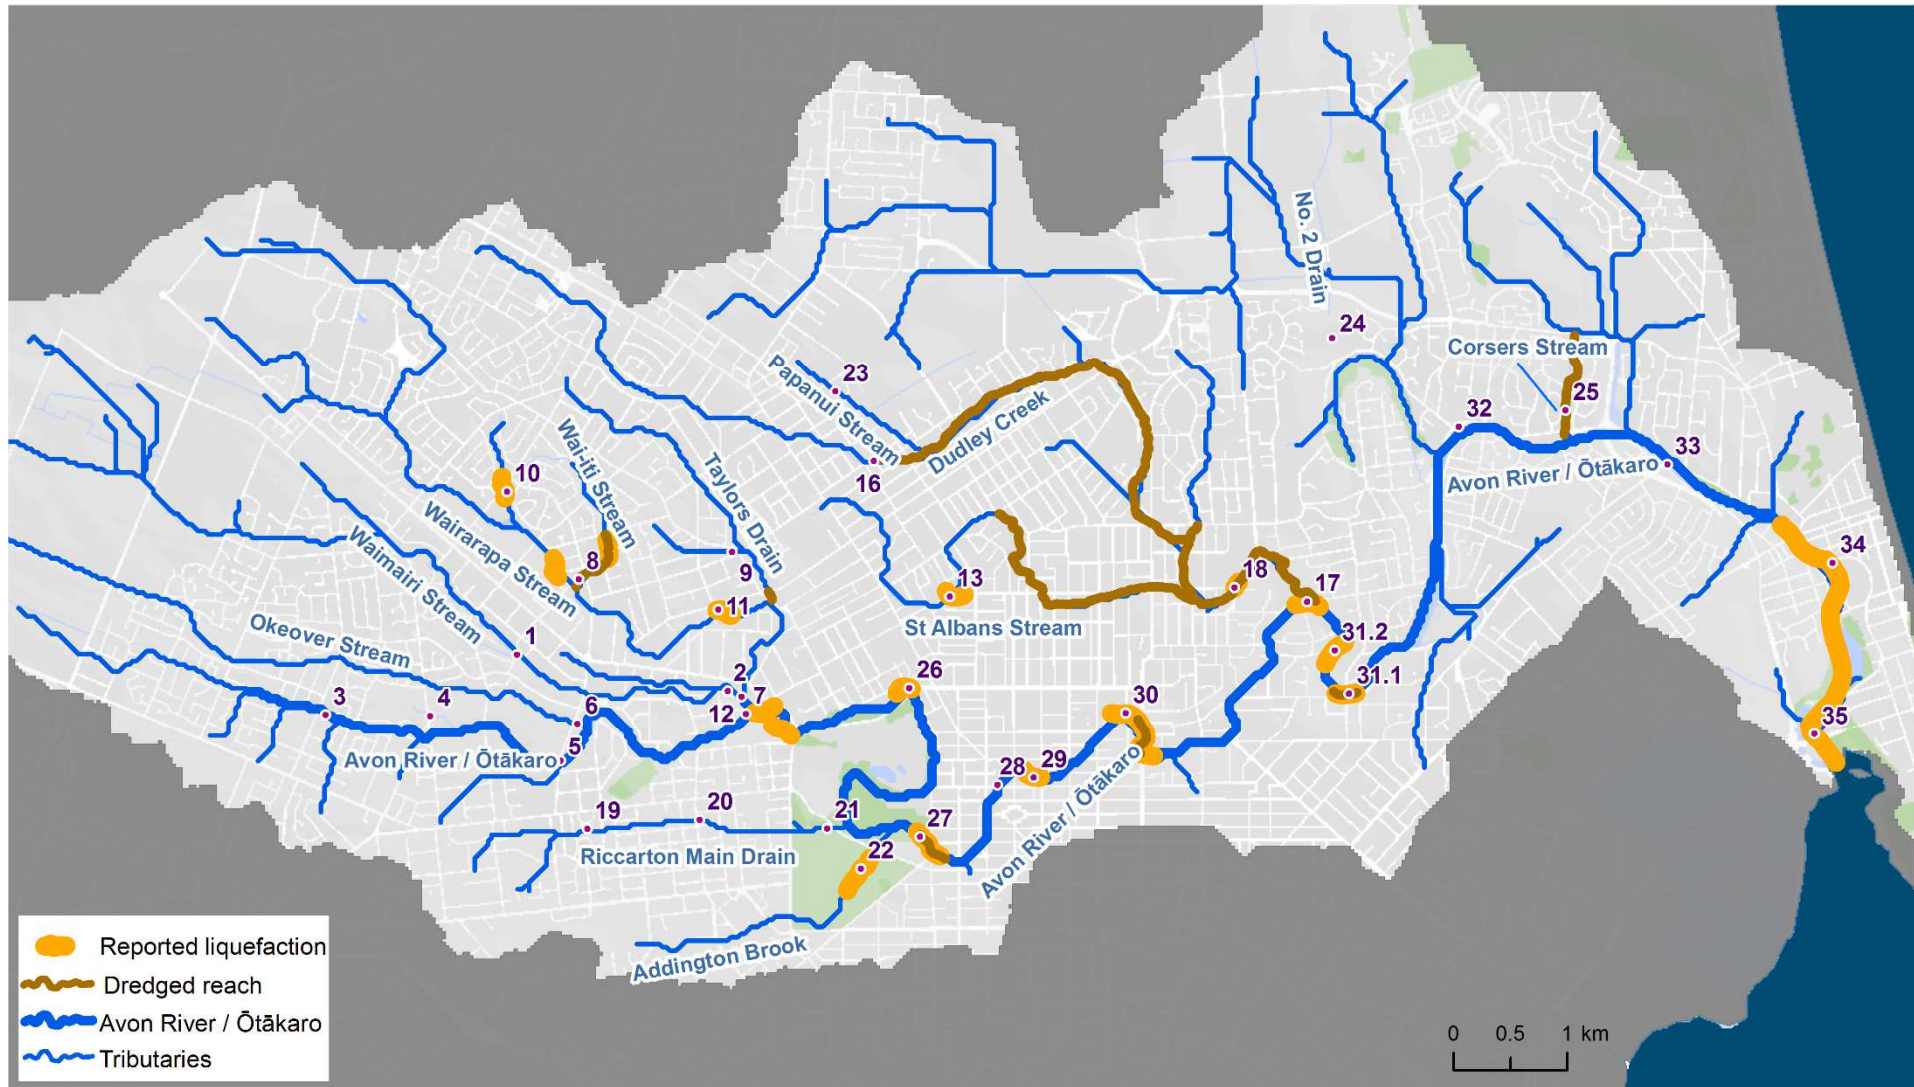 No. 2 Drain
24
Corsers Stream
23
Papanui Stream
25
32
Dudley Creek
33
Avon River / Ōtākaro
16
10
Wai-iti Stream
Taylors Drain
Wairarapa Stream
Waimairi Stream
8
9
11
13
18
17
34
St Albans Stream
Okeover Stream
1
31.2
31.1
2
7
12
26
3
4
6
5
30
35
Avon River / Ōtākaro
28
29
Avon River / Ōtākaro
19
20
21
27
22
Riccarton Main Drain
Addington Brook
Reported liquefaction
Dredged reach
Avon River / Ōtākaro
Tributaries
0 0.5 1 km